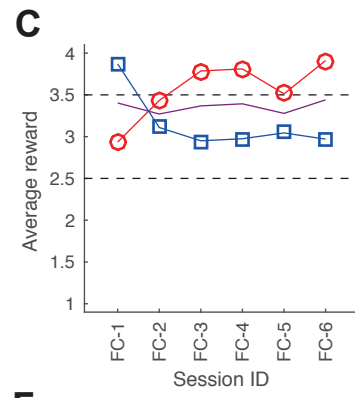 C
4
3.5
3
2.5
2
1.5
1
Average reward
FC-1
FC-2
FC-3
FC-4
FC-5
FC-6
Session ID